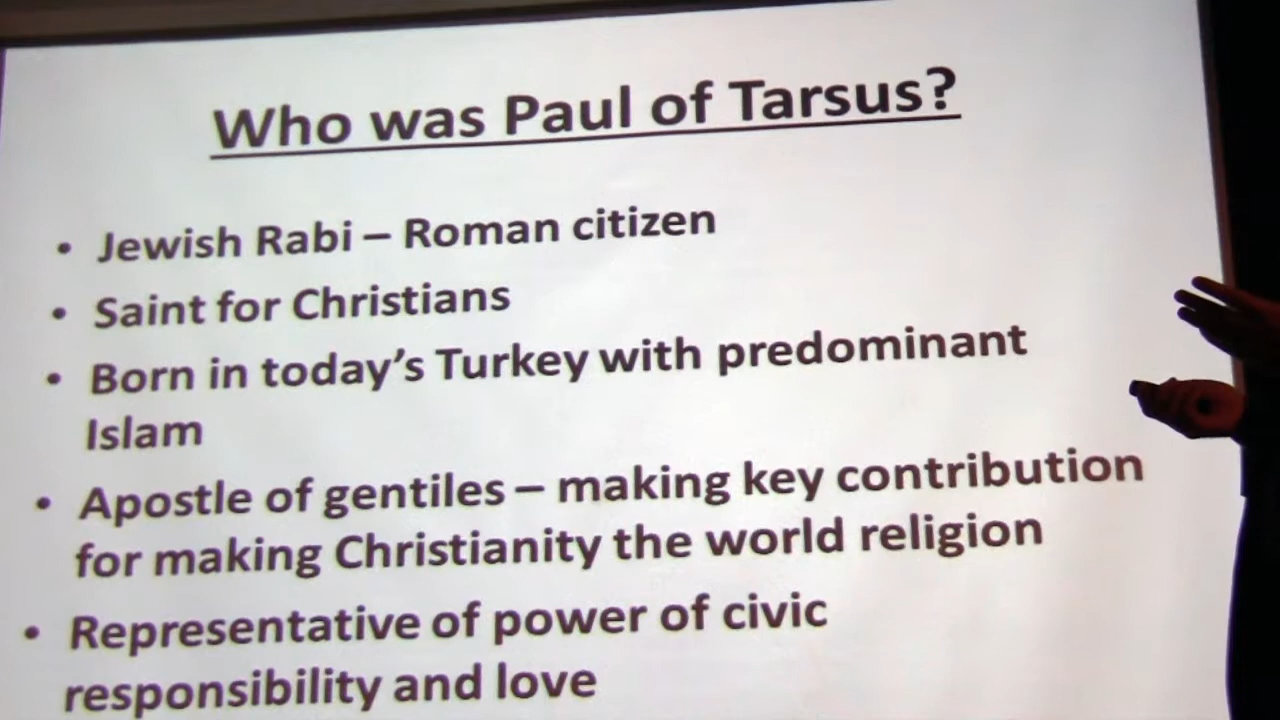 Who was Paul of Tarsus?
• Jewish Rabi – Roman citizen
• Saint for Christians
• Born in today's Turkey with predominant
Islam
• Apostle of gentiles – making key contribution
for making Christianity the world religion
• Representative of power of civic
responsibility and love